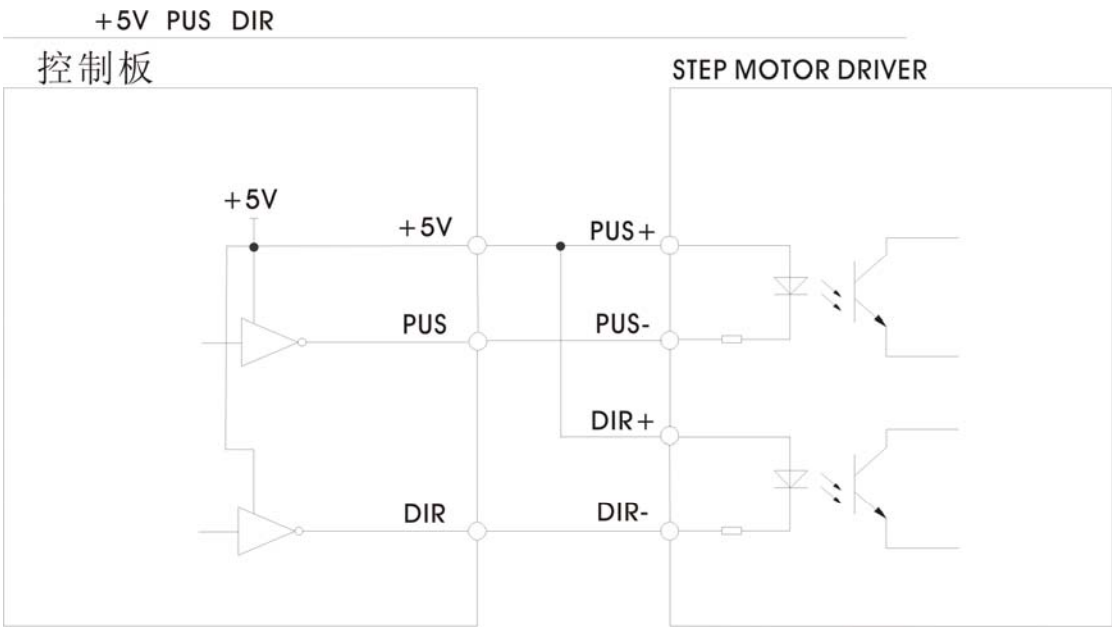 +5V PUS DIR
控制板
STEP MOTOR DRIVER
+5V
+5V
PUS+
PUS
PUS-
DIR+
DIR
DIR-